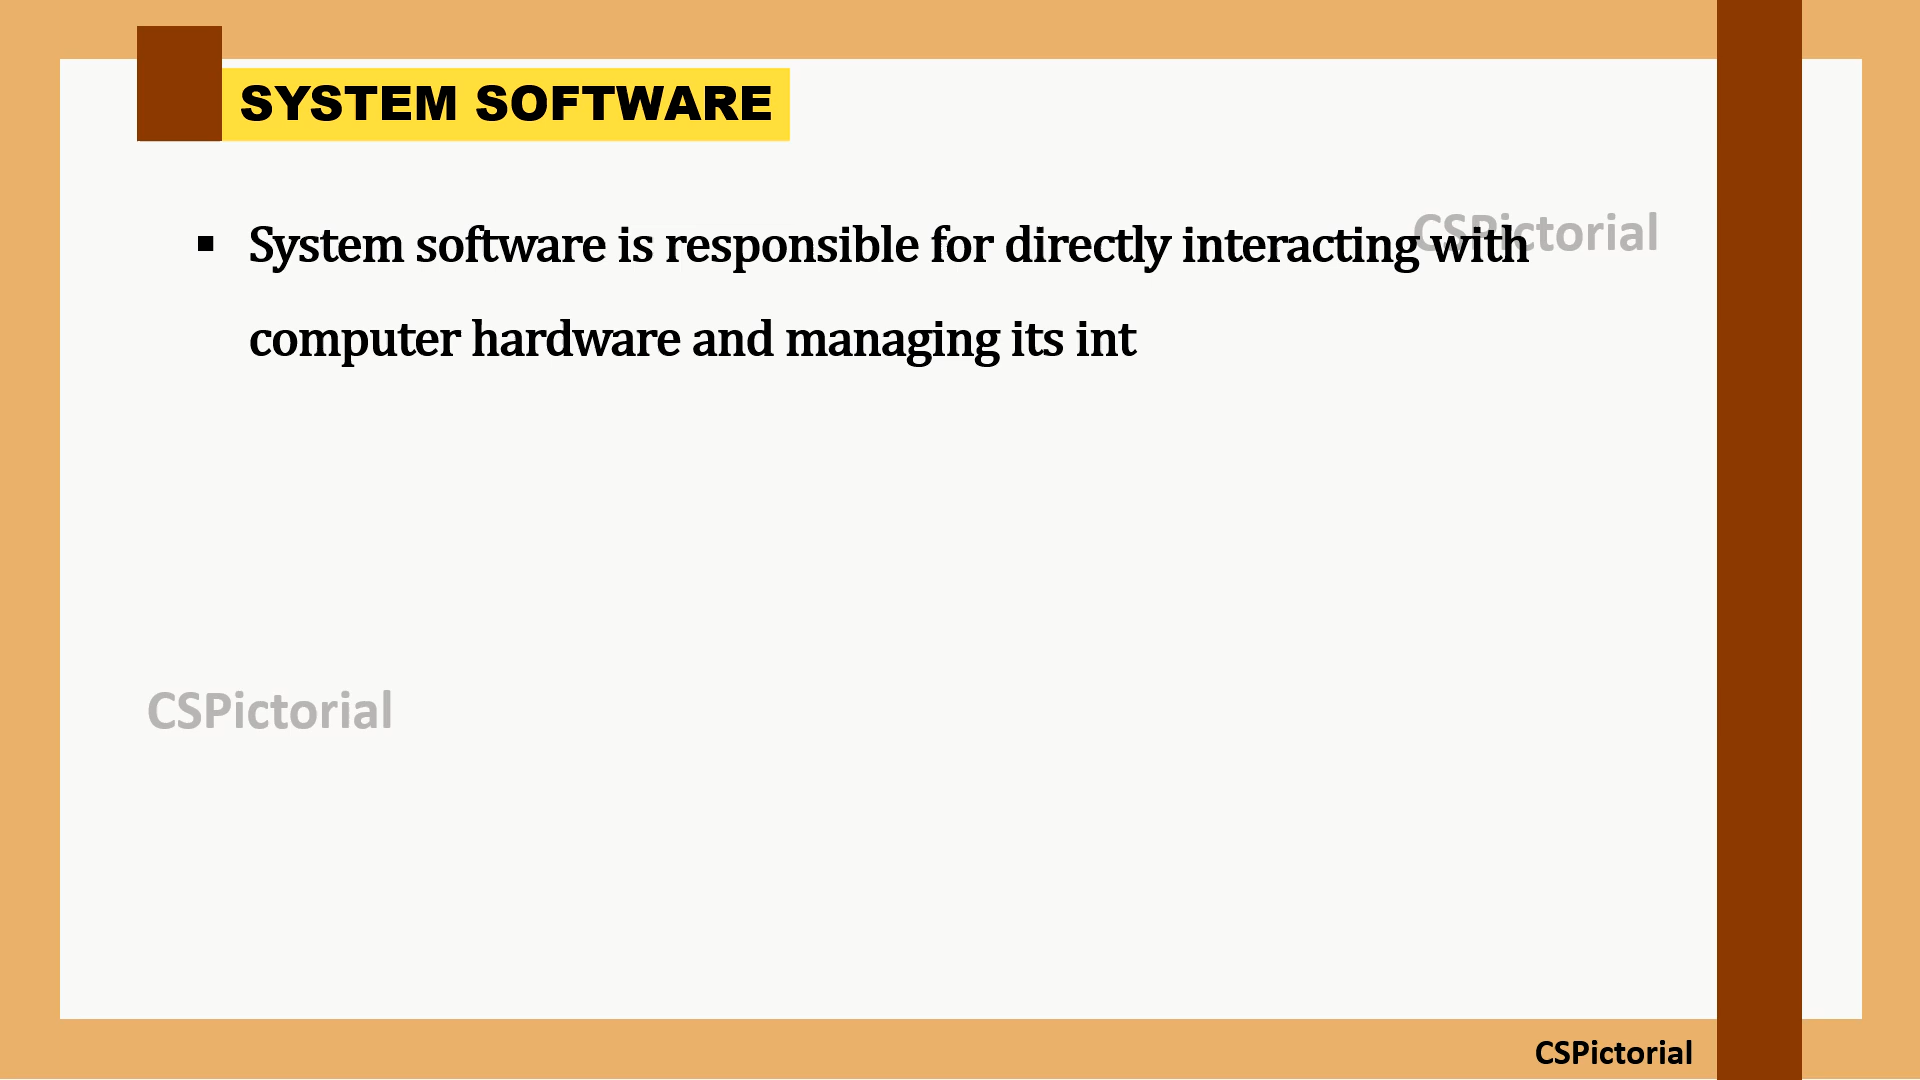 SYSTEM SOFTWARE
CSPictorial
▪ System software is responsible for directly interacting with
computer hardware and managing its int
CSPictorial
CSPictorial